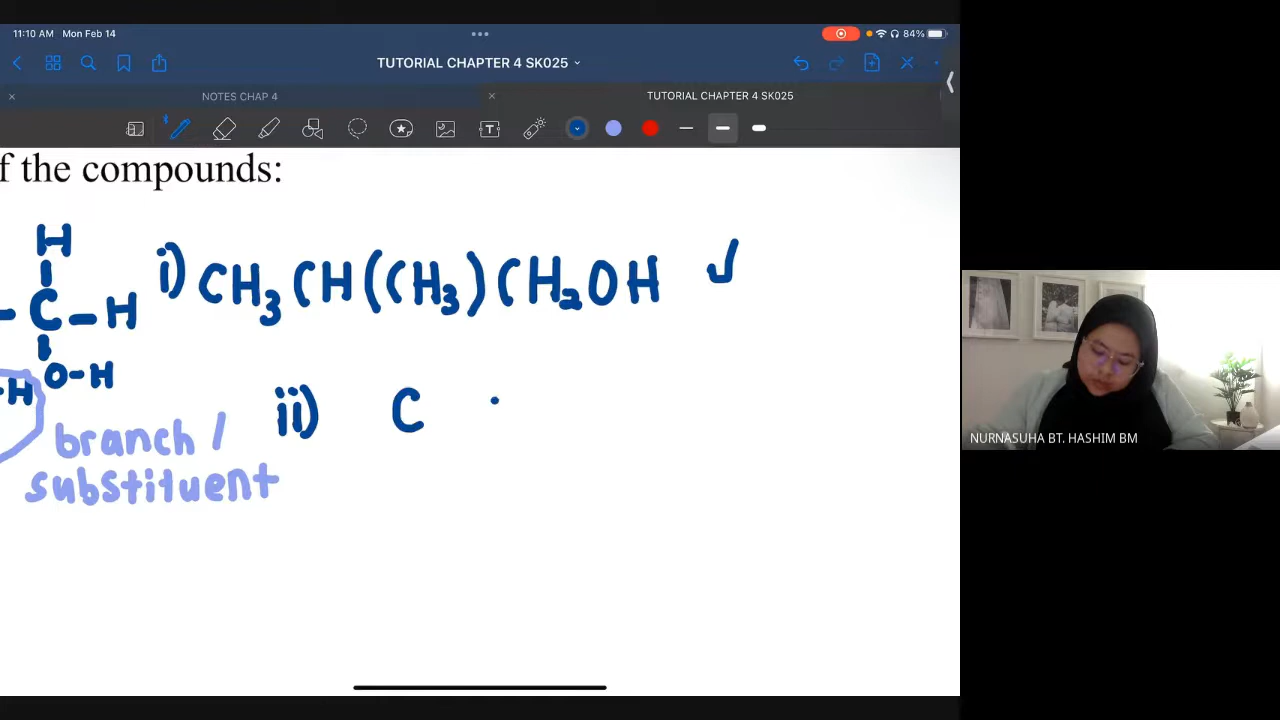 11:10 AM Mon Feb 14
84%
TUTORIAL CHAPTER 4 SK025
NOTES CHAP 4
TUTORIAL CHAPTER 4 SK025
f the compounds:
H
C-H
O-H
-H
i) CH₃CH(CH₃)CH₂OH ✓
ii) C
branch /
substituent
NURNASUHA BT. HASHIM BM